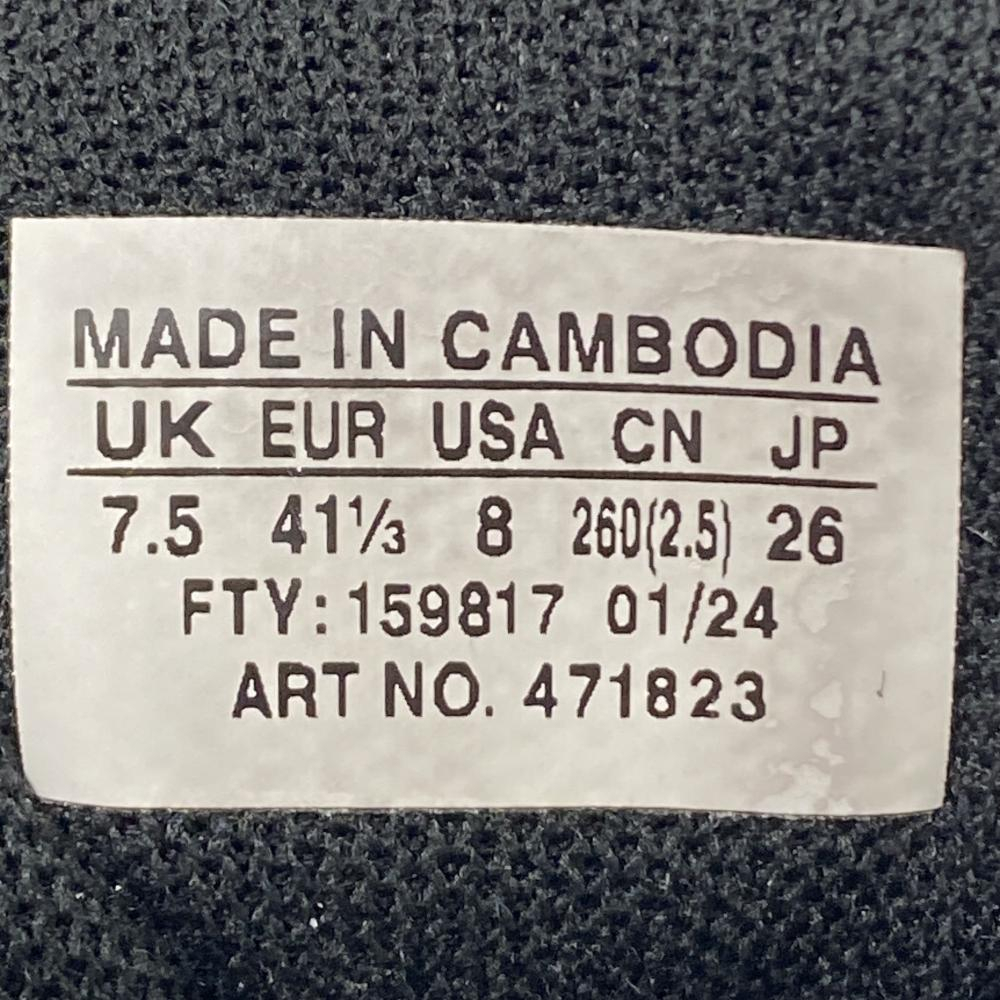 MADE IN CAMBODIA
UK EUR USA CN JP
7.5 41⅓ 8 260(2.5) 26
FTY: 159817 01/24
ART NO. 471823